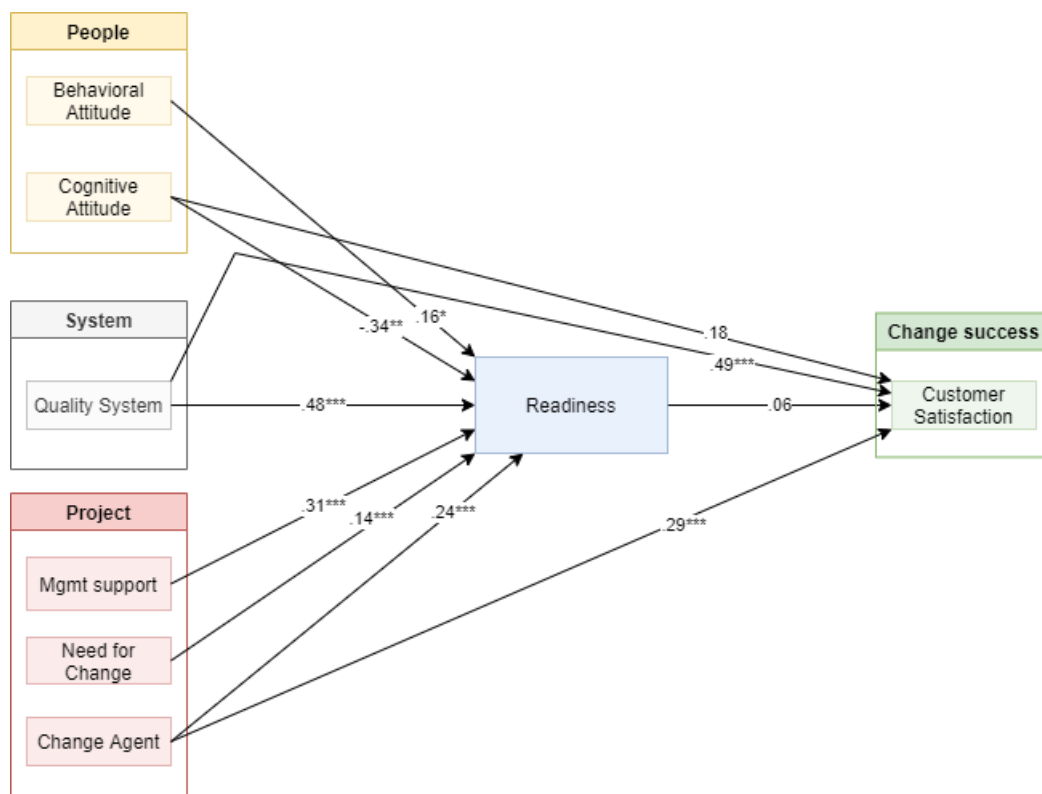 People
Behavioral
Attitude
Cognitive
Attitude
System
Quality System
Project
Mgmt support
Need for
Change
Change Agent
.16*
-.34**
.48***
.31***
.14***
.24***
Readiness
.18
.49***
.06
.29***
Change success
Customer
Satisfaction